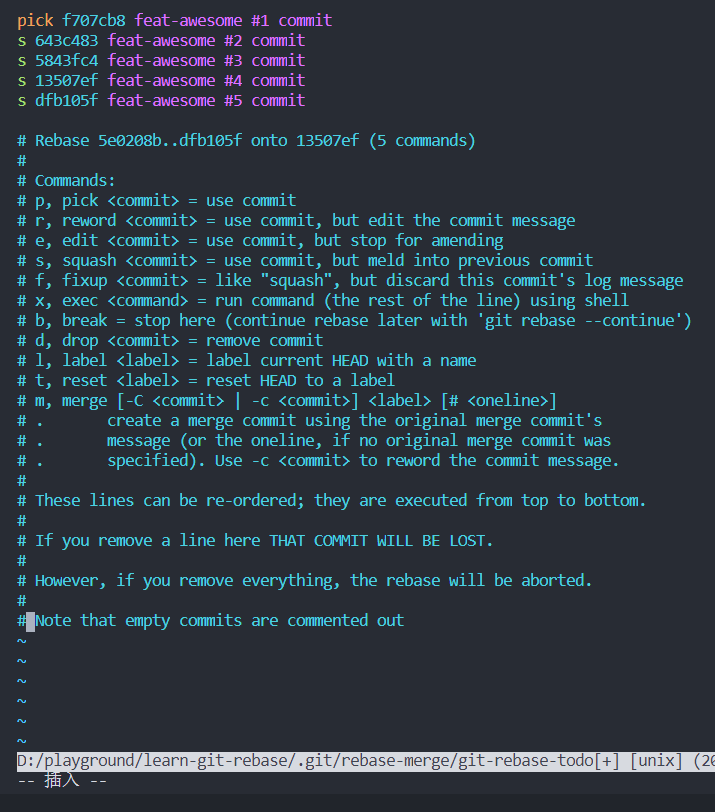 pick f707cb8 feat-awesome #1 commit
s 643c483 feat-awesome #2 commit
s 5843fc4 feat-awesome #3 commit
s 13507ef feat-awesome #4 commit
s dfb105f feat-awesome #5 commit
# Rebase 5e0208b..dfb105f onto 13507ef (5 commands)
#
# Commands:
# p, pick <commit> = use commit
# r, reword <commit> = use commit, but edit the commit message
# e, edit <commit> = use commit, but stop for amending
# s, squash <commit> = use commit, but meld into previous commit
# f, fixup <commit> = like "squash", but discard this commit's log message
# x, exec <command> = run command (the rest of the line) using shell
# b, break = stop here (continue rebase later with 'git rebase --continue')
# d, drop <commit> = remove commit
# l, label <label> = label current HEAD with a name
# t, reset <label> = reset HEAD to a label
# m, merge [-C <commit> | -c <commit>] <label> [# <oneline>]
# .       create a merge commit using the original merge commit's
# .       message (or the oneline, if no original merge commit was
# .       specified). Use -c <commit> to reword the commit message.
#
# These lines can be re-ordered; they are executed from top to bottom.
#
# If you remove a line here THAT COMMIT WILL BE LOST.
#
# However, if you remove everything, the rebase will be aborted.
#
# Note that empty commits are commented out
~
~
~
~
~
~
D:/playground/learn-git-rebase/.git/rebase-merge/git-rebase-todo[+] [unix] (20
-- 插入 --